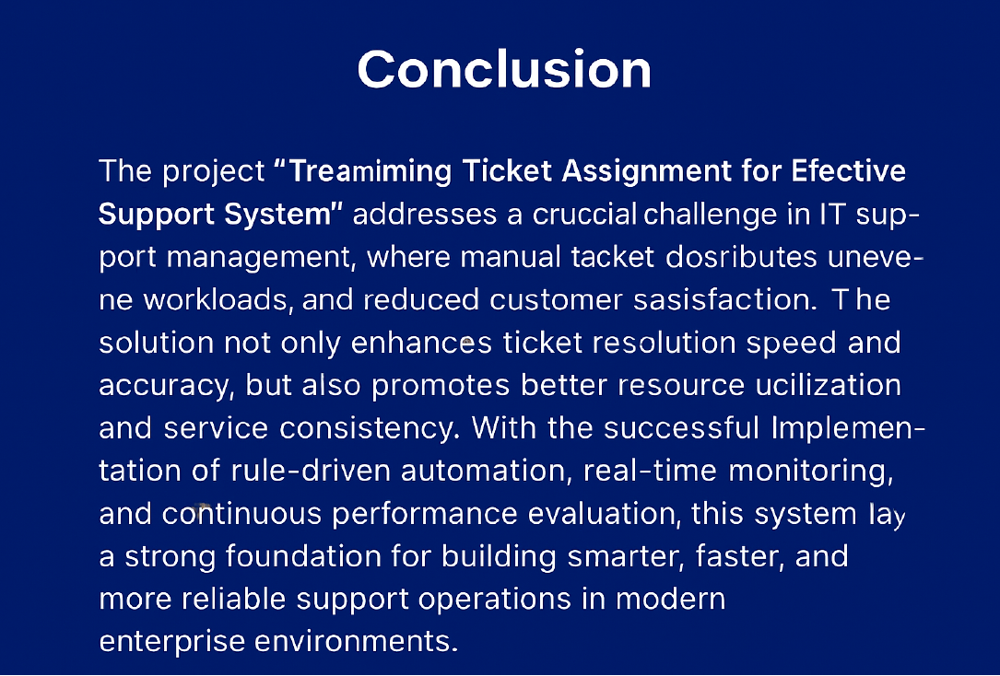 Conclusion
The project “Treamiming Ticket Assignment for Efective
Support System” addresses a cruccial challenge in IT sup-
port management, where manual tacket dosributes uneve-
ne workloads, and reduced customer sasisfaction. The
solution not only enhances ticket resolution speed and
accuracy, but also promotes better resource ucilization
and service consistency. With the successful Implemen-
tation of rule-driven automation, real-time monitoring,
and continuous performance evaluation, this system lay
a strong foundation for building smarter, faster, and
more reliable support operations in modern
enterprise environments.